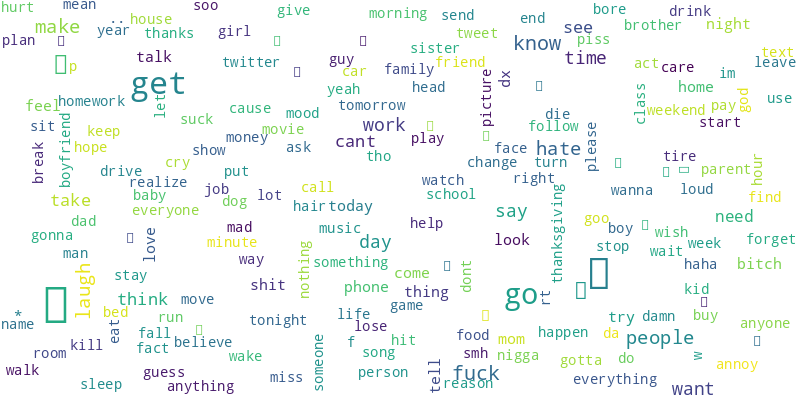 hurt mean soo give morning send end bore drink
make .. house year thanks girl tweet see brother night
plan talk twitter sister know piss text
p guy family friend time act care im leave
get car yeah head picture dx home god
feel homework let cause mood tomorrow class weekend pay use
sit boyfriend suck movie work die follow start
keep money cant play please
hope break show ask tho face hate tire hour
cry drive put change turn parent
realize baby job lot call watch right wanna loud
take everyone dog hair today school say find
dad mad music help thanksgiving goo boy wish need
gonna love minute day look stop wait week forget
man way something come haha bitch
laugh stay shit nothing phone thing dont kid
think move go rt
* bed run game life try damn buy anyone
name eat fall tonight lose food happen people
fact believe f hit mom da
room kill wake someone song smh nigga gotta do w annoy
walk guess person tell fuck everything
sleep anything miss reason want